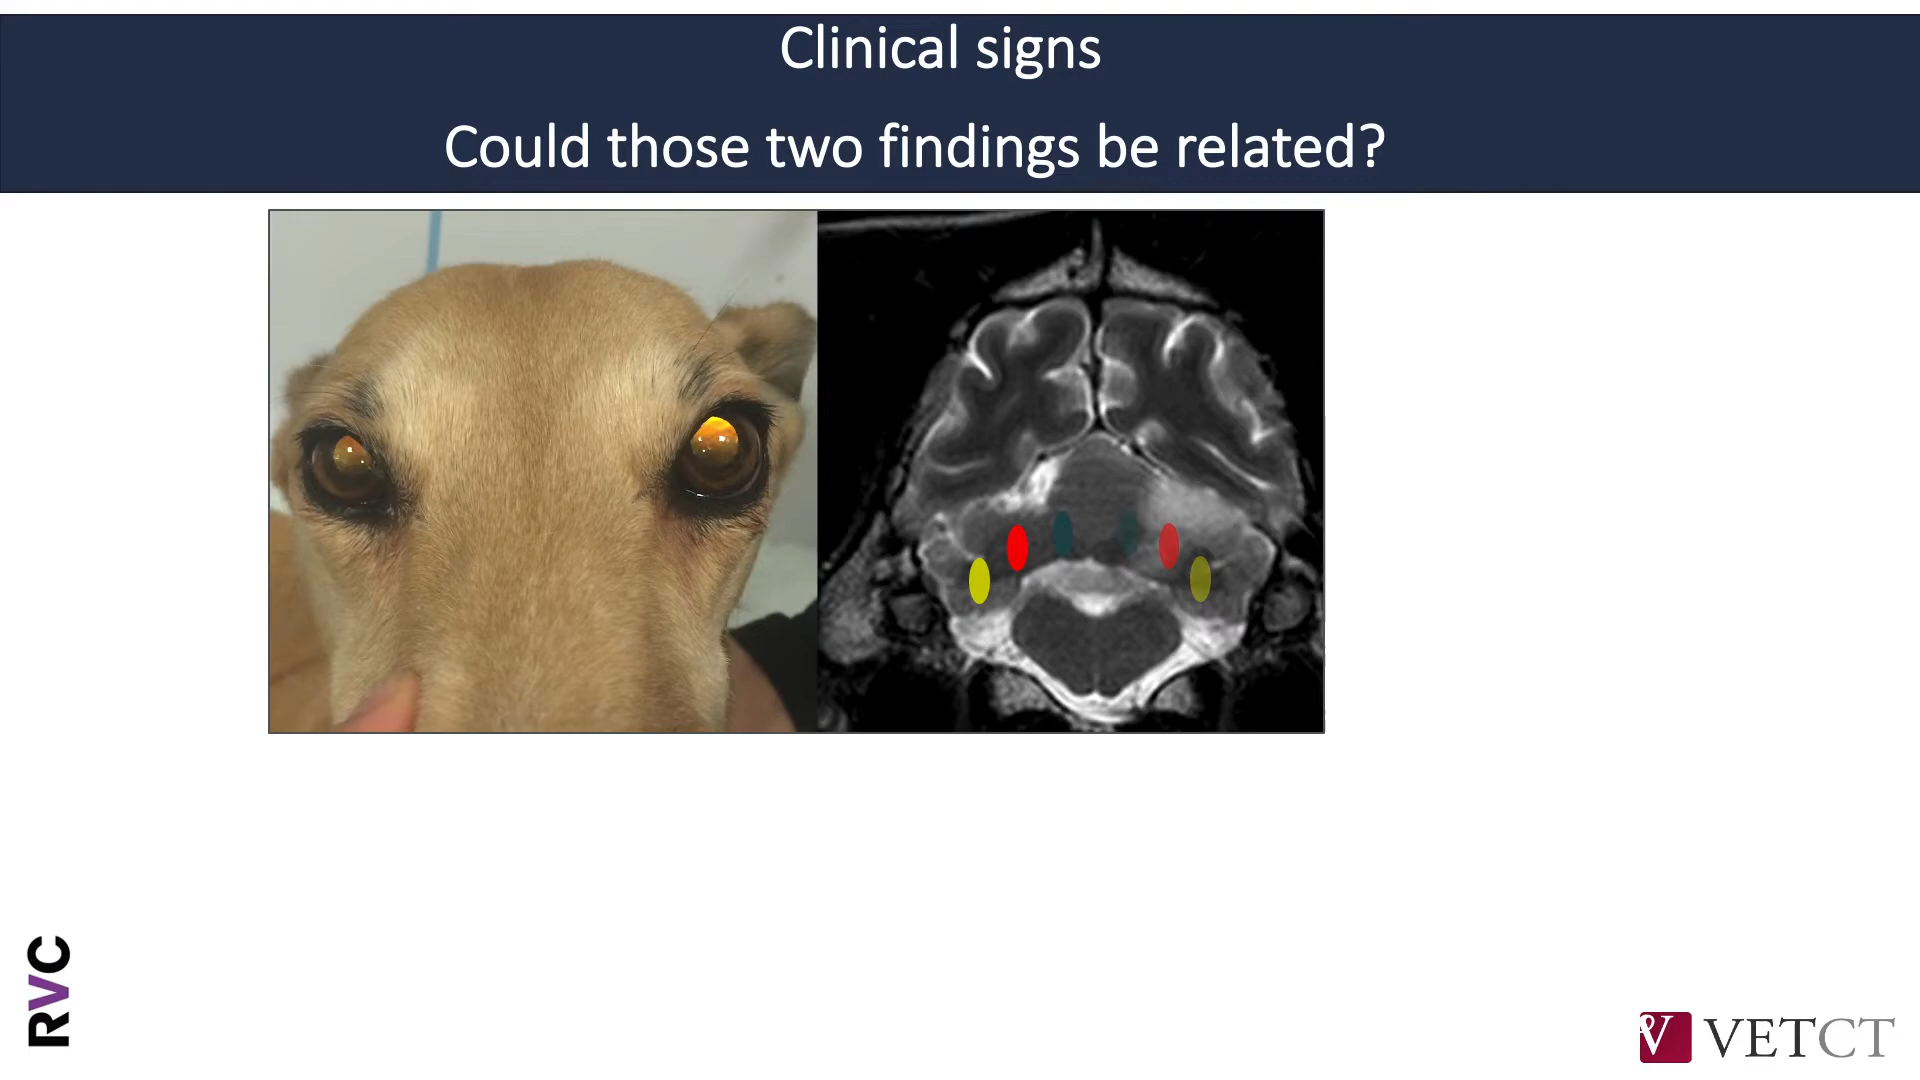 Clinical signs
Could those two findings be related?
RVC
V VETCT